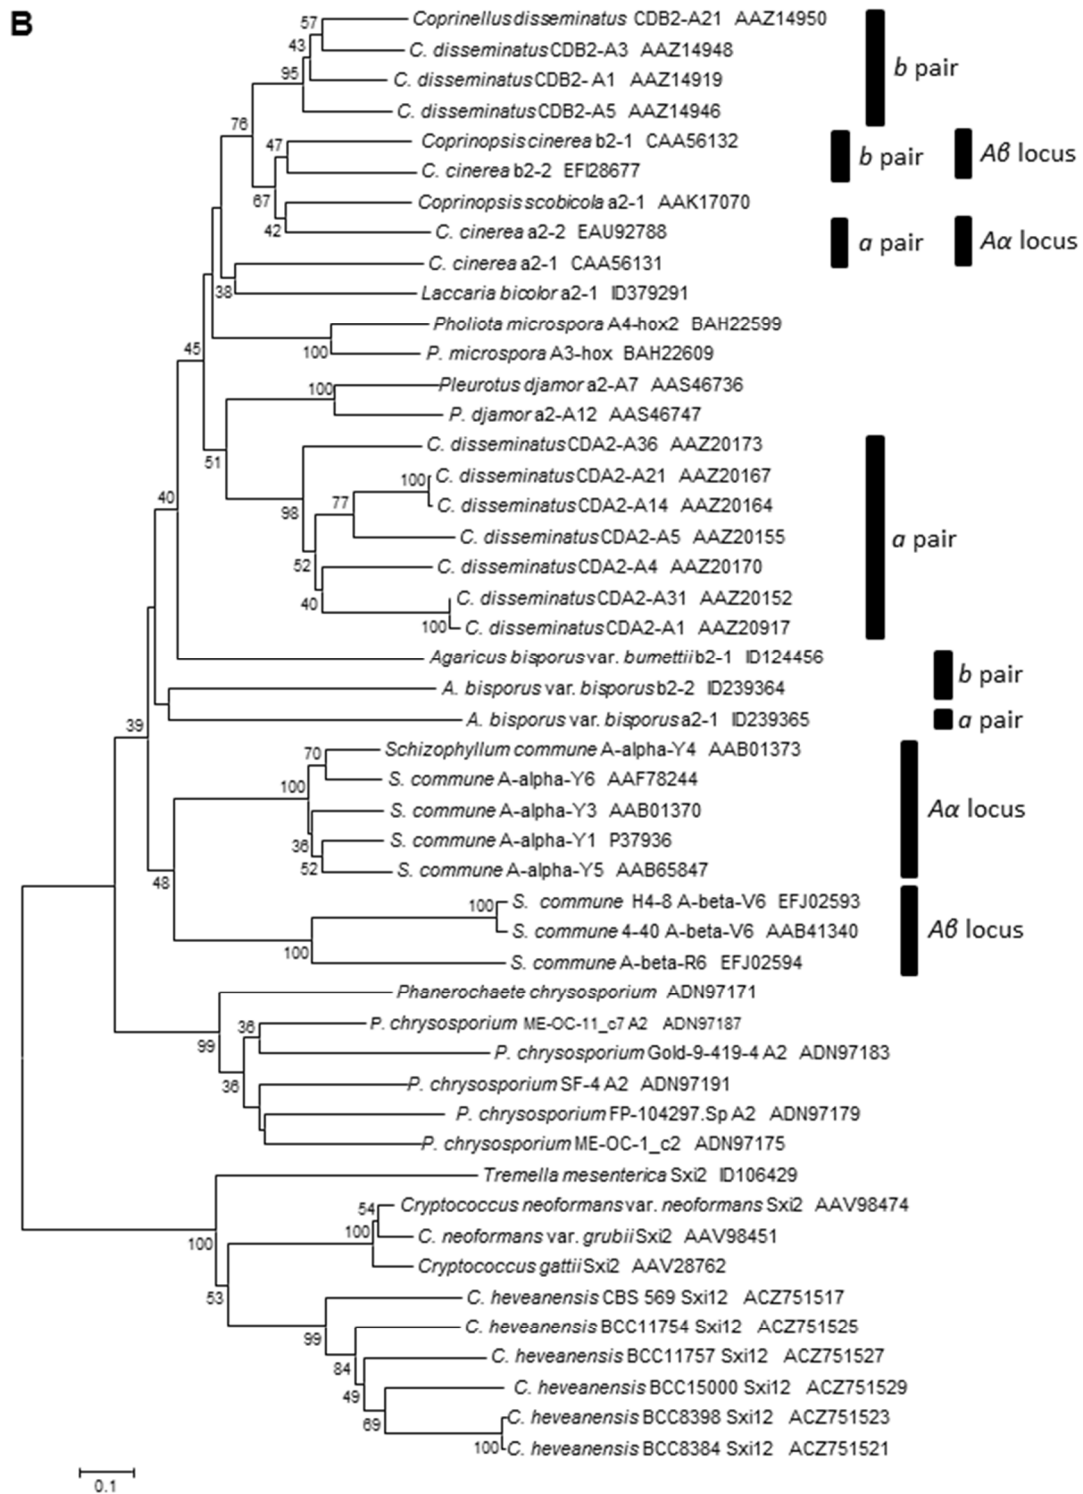 B
57
Coprinellus disseminatus CDB2-A21 AAZ14950
43
C. disseminatus CDB2-A3 AAZ14948
95
C. disseminatus CDB2- A1 AAZ14919
b pair
C. disseminatus CDB2-A5 AAZ14946
76
47
Coprinopsis cinerea b2-1 CAA56132
b pair
Aβ locus
C. cinerea b2-2 EFI28677
67
Coprinopsis scobicola a2-1 AAK17070
42
C. cinerea a2-2 EAU92788
a pair
Aα locus
C. cinerea a2-1 CAA56131
38
Laccaria bicolor a2-1 ID379291
Pholiota microspora A4-hox2 BAH22599
45
100
P. microspora A3-hox BAH22609
100
Pleurotus djamor a2-A7 AAS46736
P. djamor a2-A12 AAS46747
51
C. disseminatus CDA2-A36 AAZ20173
100
C. disseminatus CDA2-A21 AAZ20167
40
77
C. disseminatus CDA2-A14 AAZ20164
98
C. disseminatus CDA2-A5 AAZ20155
a pair
52
C. disseminatus CDA2-A4 AAZ20170
40
C. disseminatus CDA2-A31 AAZ20152
100
C. disseminatus CDA2-A1 AAZ20917
Agaricus bisporus var. burnettii b2-1 ID124456
b pair
A. bisporus var. bisporus b2-2 ID239364
39
A. bisporus var. bisporus a2-1 ID239365
a pair
70
Schizophyllum commune A-alpha-Y4 AAB01373
100
S. commune A-alpha-Y6 AAF78244
S. commune A-alpha-Y3 AAB01370
Aα locus
36
S. commune A-alpha-Y1 P37936
52
S. commune A-alpha-Y5 AAB65847
48
100
S. commune H4-8 A-beta-V6 EFJ02593
S. commune 4-40 A-beta-V6 AAB41340
Aβ locus
100
S. commune A-beta-R6 EFJ02594
Phanerochaete chrysosporium ADN97171
36
P. chrysosporium ME-OC-11_c7 A2 ADN97187
99
P. chrysosporium Gold-9-419-4 A2 ADN97183
36
P. chrysosporium SF-4 A2 ADN97191
P. chrysosporium FP-104297.Sp A2 ADN97179
P. chrysosporium ME-OC-1_c2 ADN97175
Tremella mesenterica Sxi2 ID106429
54
Cryptococcus neoformans var. neoformans Sxi2 AAV98474
100
100
C. neoformans var. grubii Sxi2 AAV98451
Cryptococcus gattii Sxi2 AAV28762
53
C. heveanensis CBS 569 Sxi12 ACZ751517
99
C. heveanensis BCC11754 Sxi12 ACZ751525
84
C. heveanensis BCC11757 Sxi12 ACZ751527
49
C. heveanensis BCC15000 Sxi12 ACZ751529
69
C. heveanensis BCC8398 Sxi12 ACZ751523
100
C. heveanensis BCC8384 Sxi12 ACZ751521
0.1